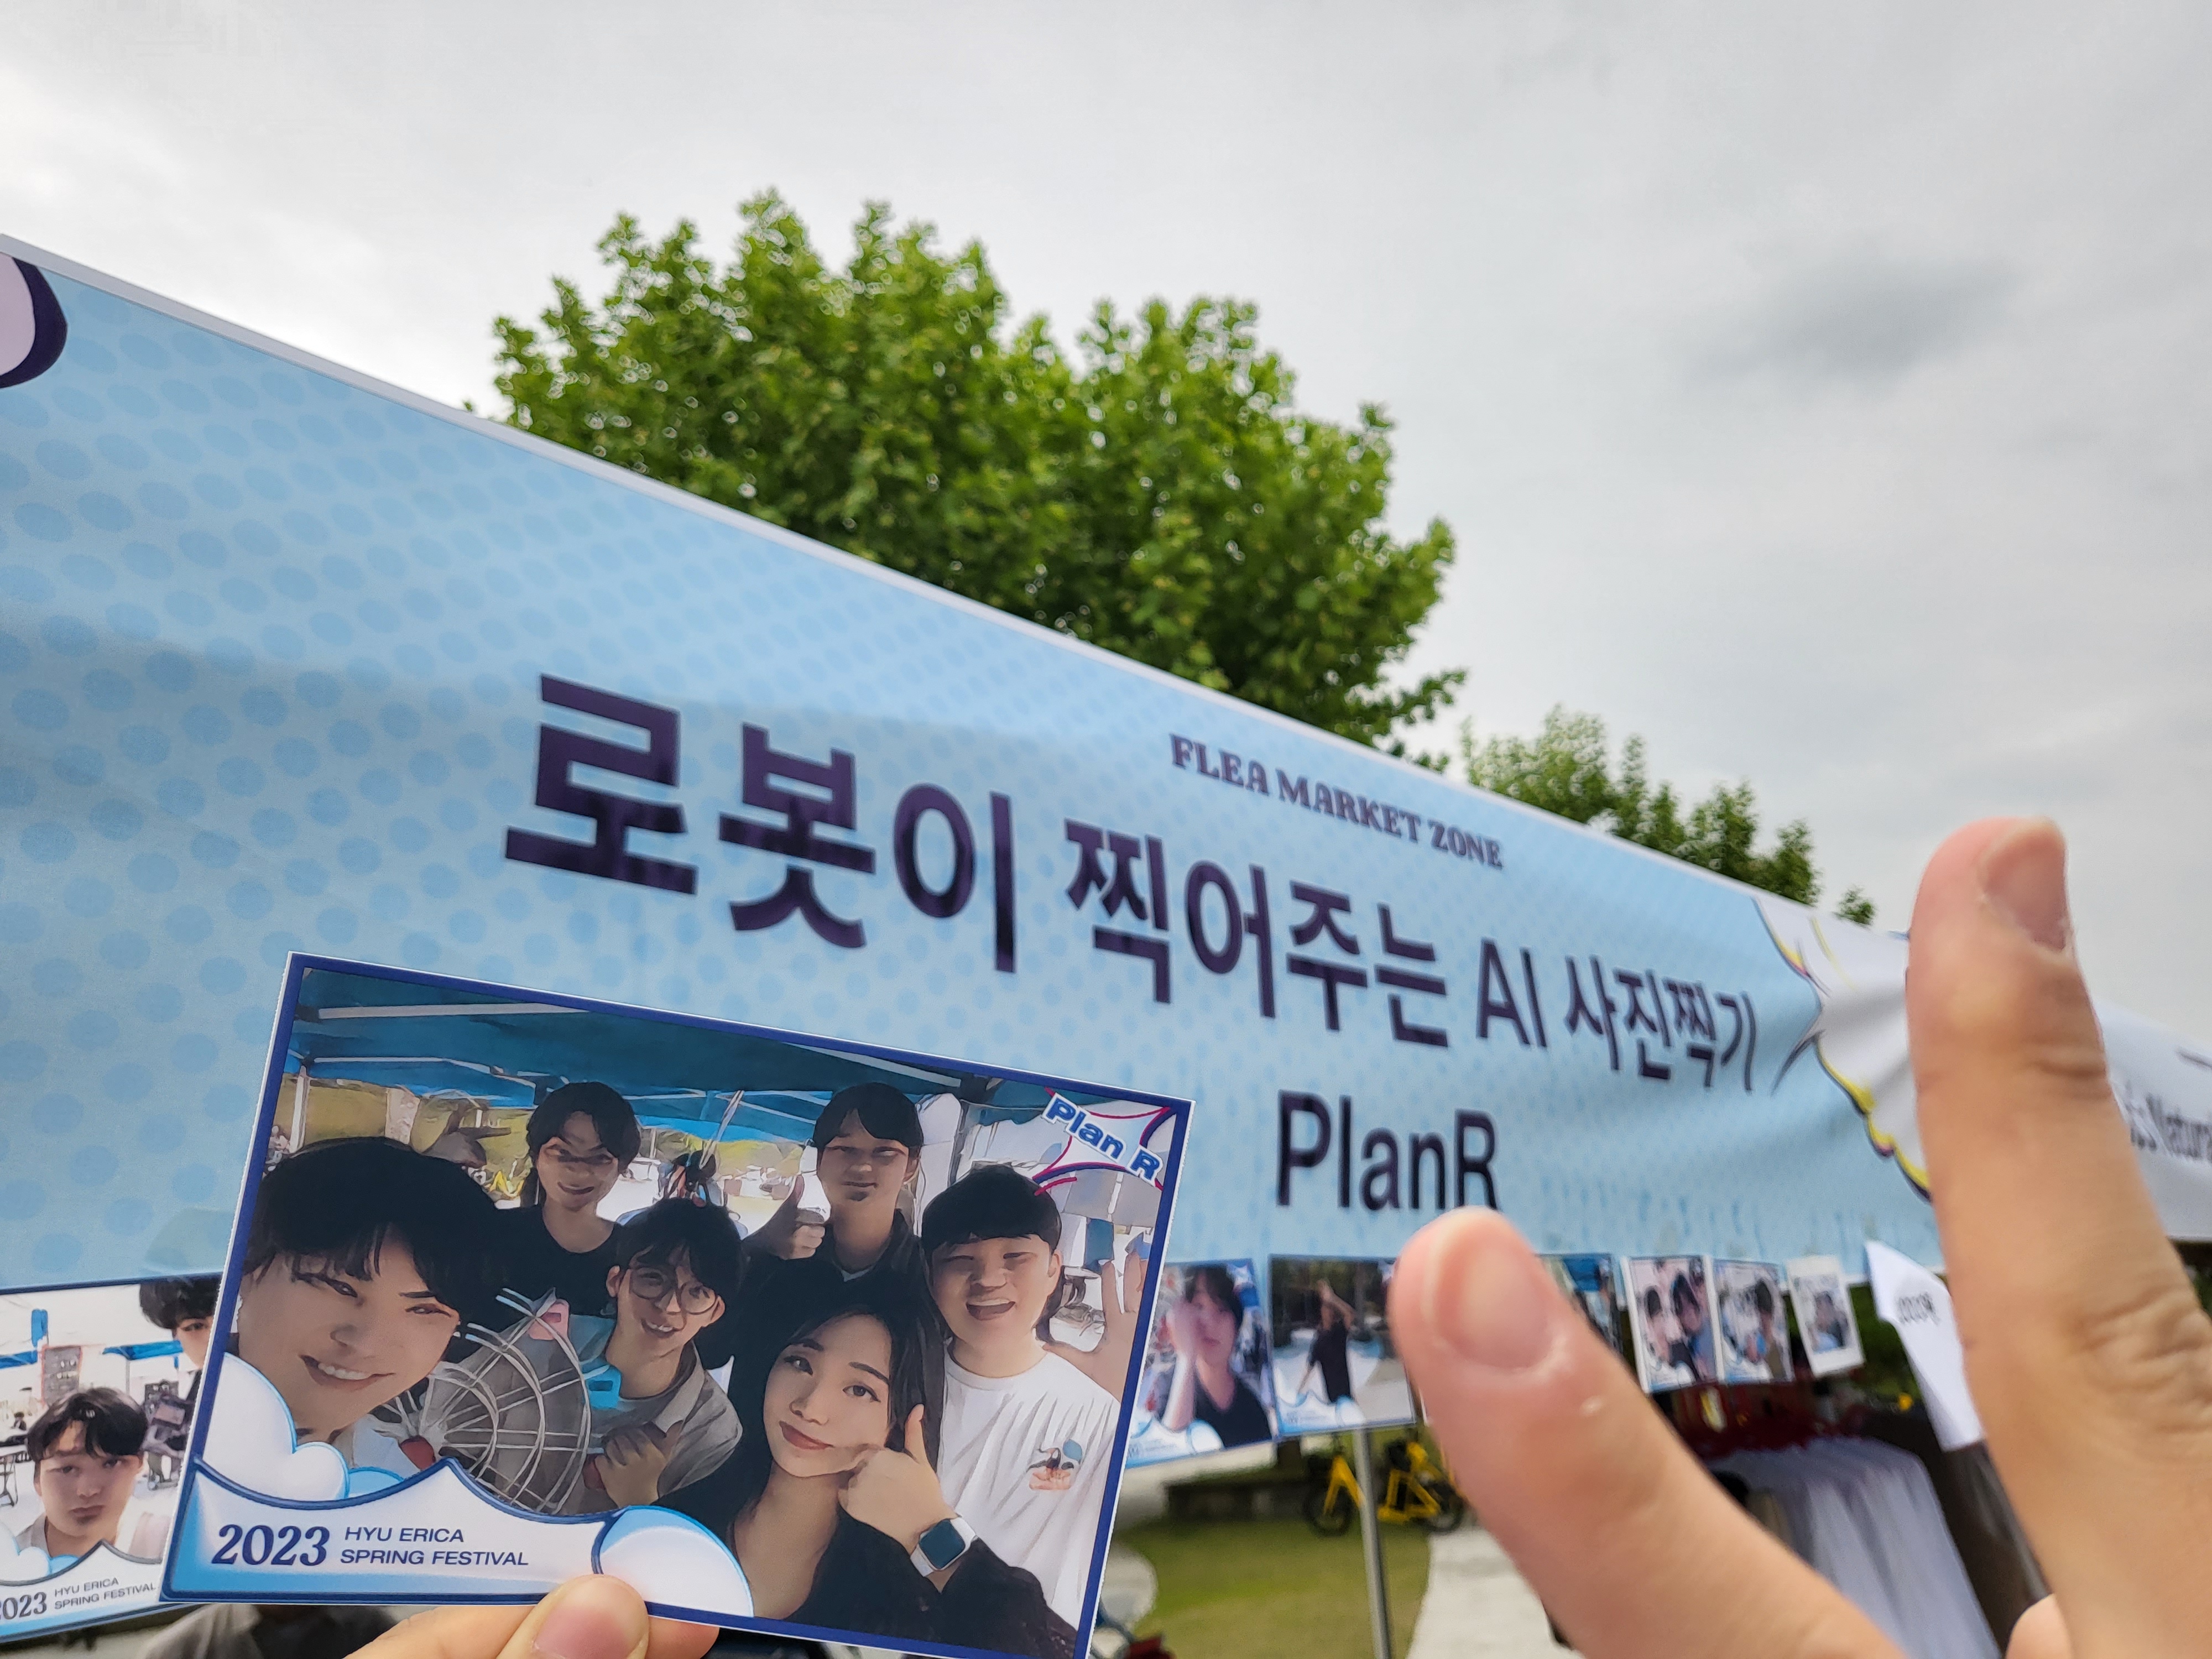 FLEA MARKET ZONE
로봇이 찍어주는 AI 사진찍기
PlanR
Plan R
2023 HYU ERICA
SPRING FESTIVAL
2023 HYU ERICA
SPRING FESTIVAL